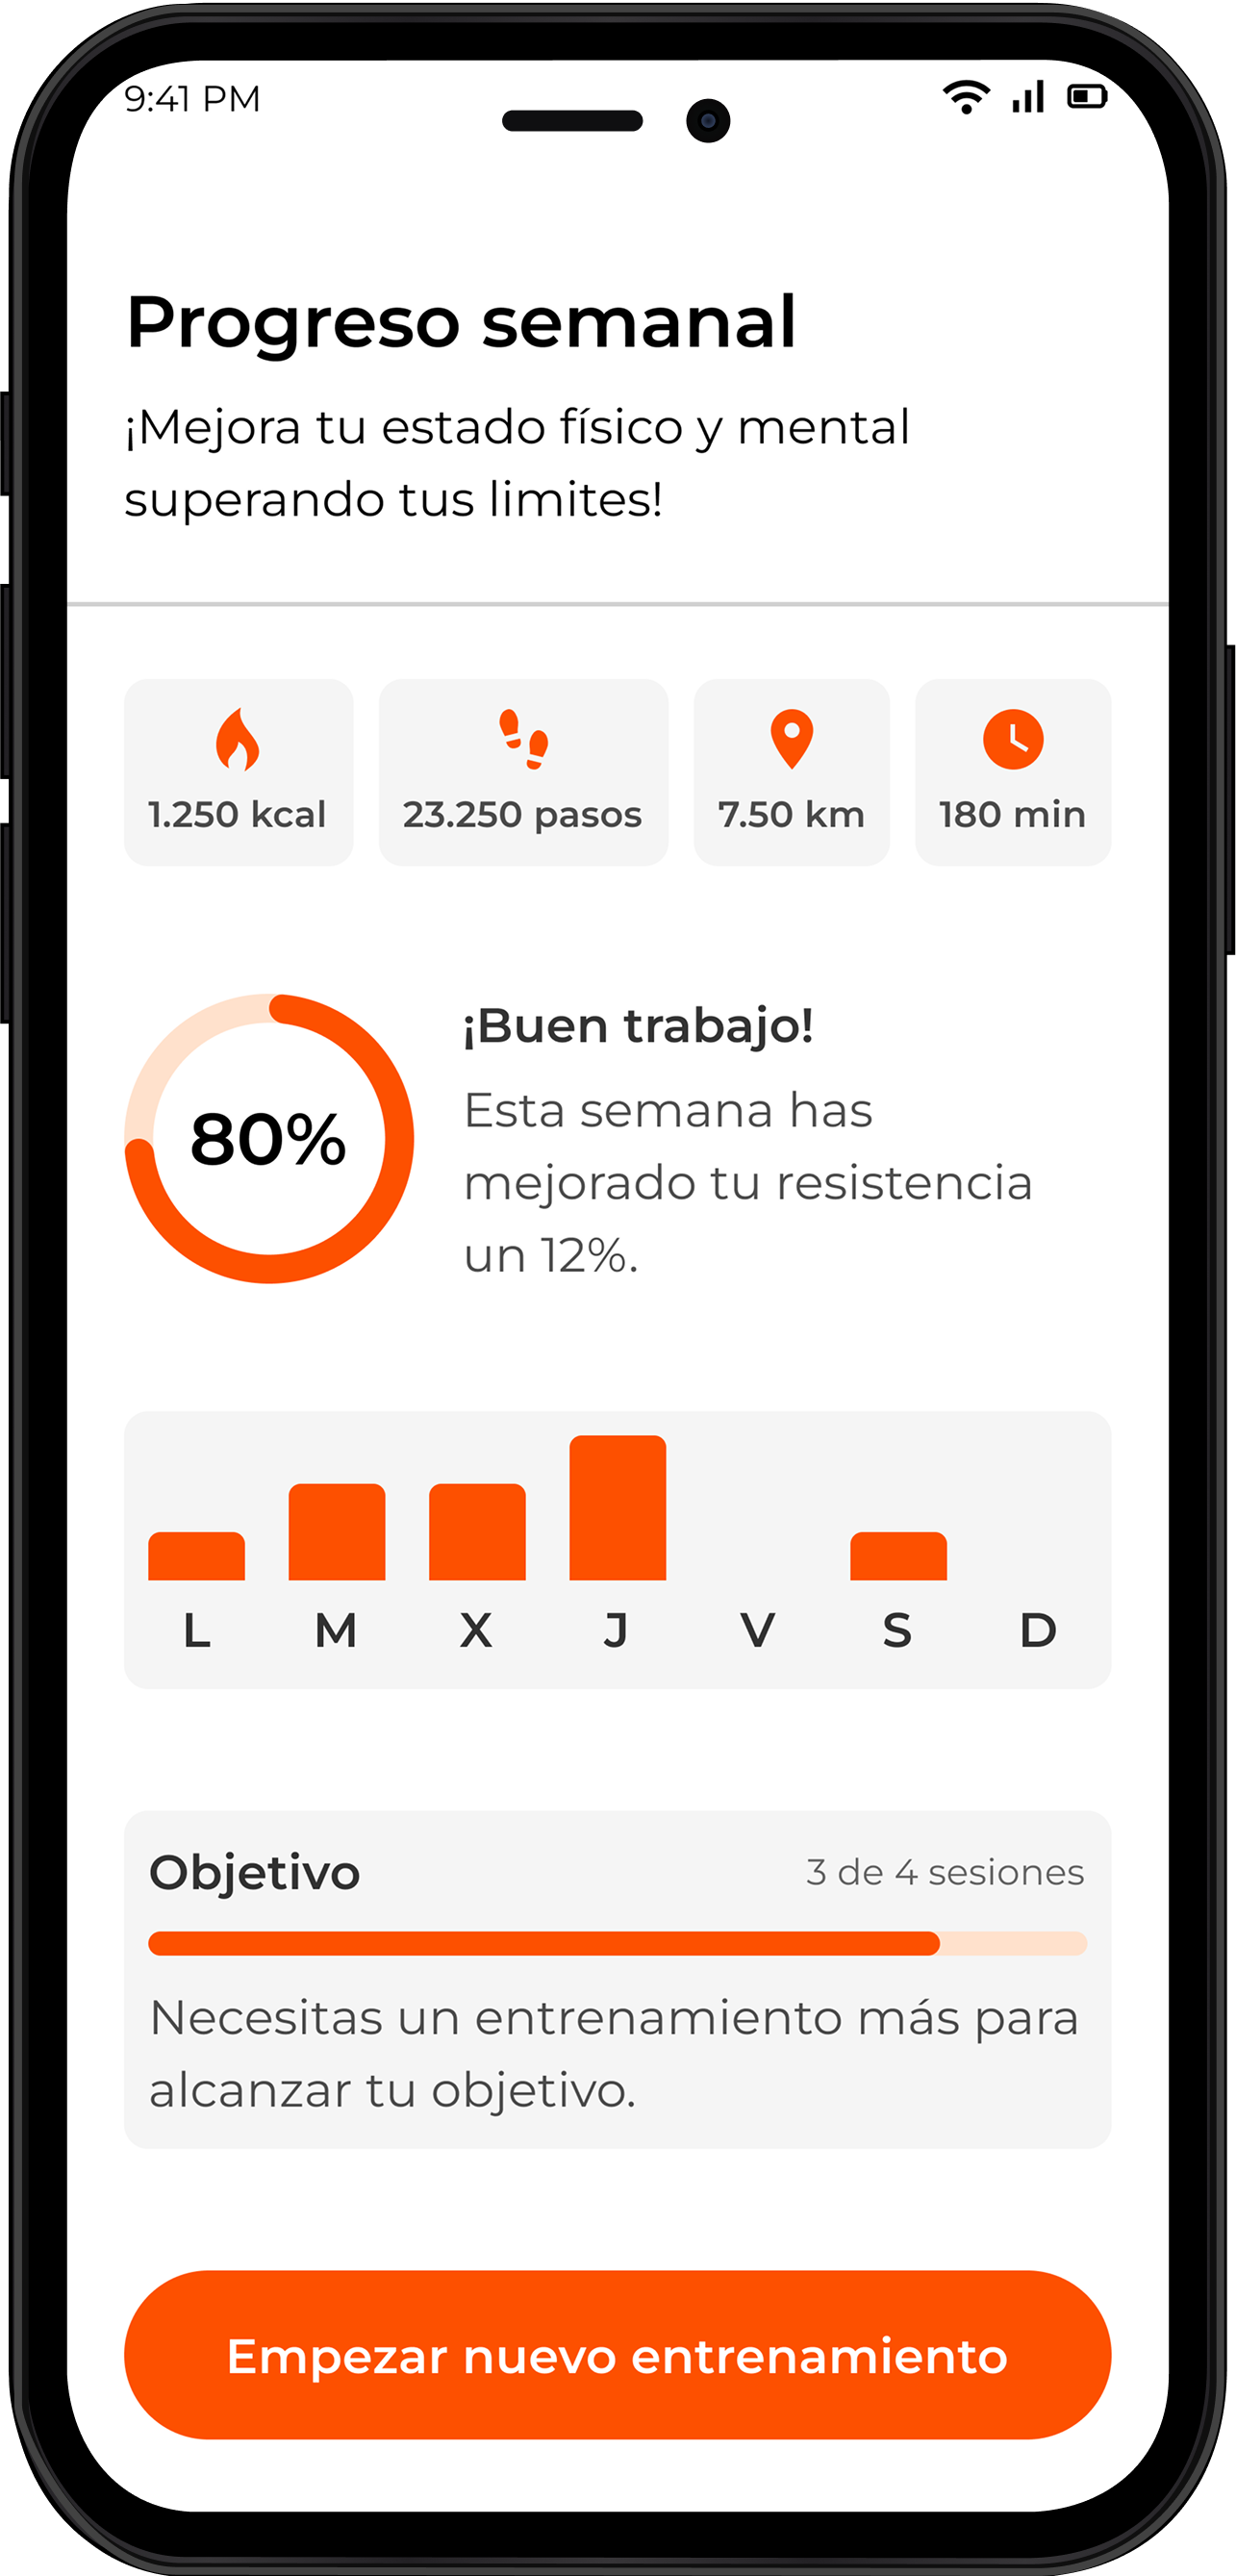 9:41 PM
Progreso semanal
¡Mejora tu estado físico y mental
superando tus limites!
1.250 kcal
23.250 pasos
7.50 km
180 min
80%
¡Buen trabajo!
Esta semana has
mejorado tu resistencia
un 12%.
L M X J V S D
Objetivo
3 de 4 sesiones
Necesitas un entrenamiento más para
alcanzar tu objetivo.
Empezar nuevo entrenamiento